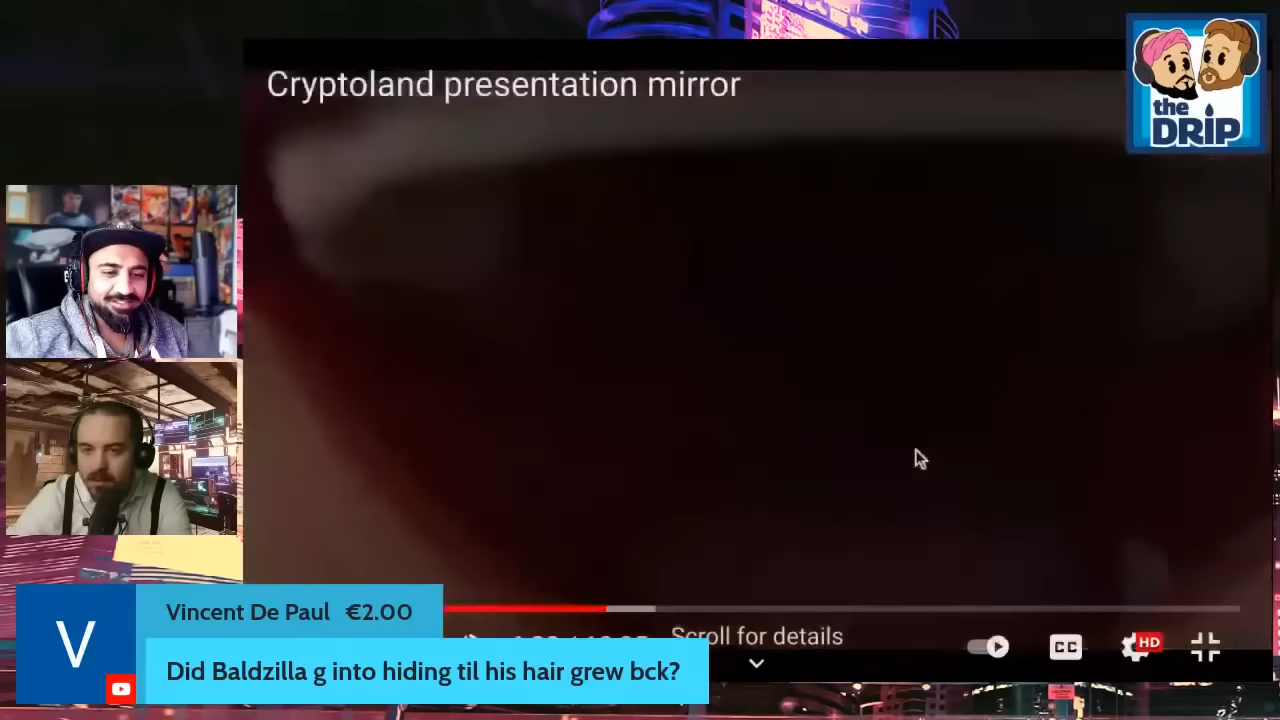 Cryptoland presentation mirror
the
DRIP
Vincent De Paul €2.00
V
Did Baldzilla g into hiding til his hair grew bck?
Scroll for details
CC
HD